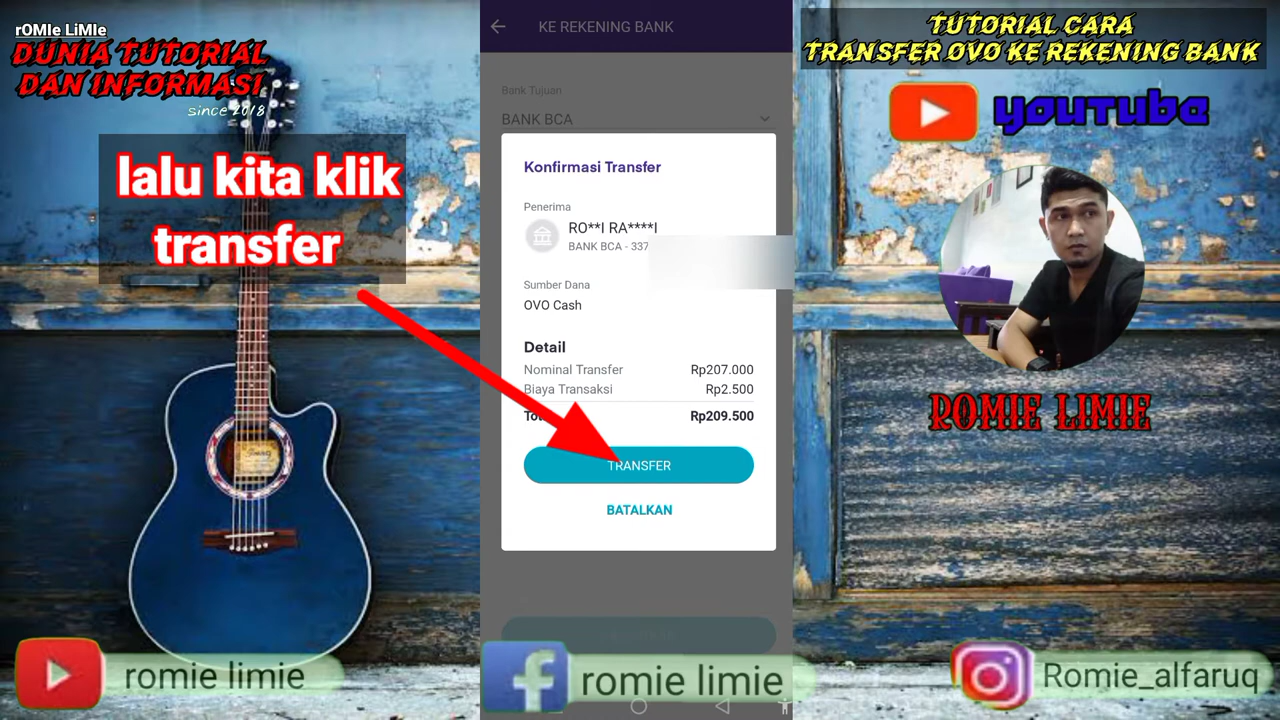 rOMIe LiMIe
DUNIA TUTORIAL
DAN INFORMASI
since 2018
lalu kita klik
transfer
romie limie
KE REKENING BANK
Bank Tujuan
BANK BCA
Konfirmasi Transfer
Penerima
RO**I RA****I
BANK BCA - 337
Sumber Dana
OVO Cash
Detail
Nominal Transfer Rp207.000
Biaya Transaksi Rp2.500
Rp209.500
TRANSFER
BATALKAN
romie limie
TUTORIAL CARA
TRANSFER OVO KE REKENING BANK
YOUTUBE
ROMIE LIMIE
Romie_alfaruq